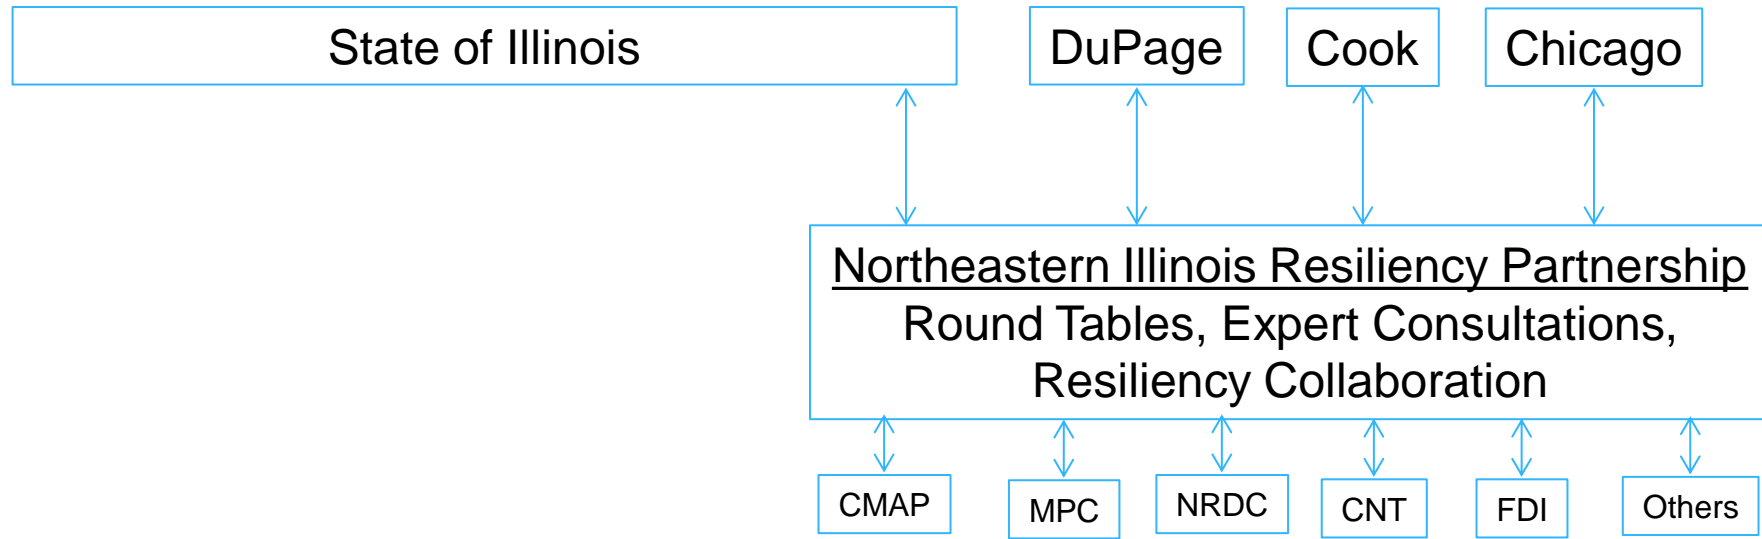 State of Illinois
DuPage
Cook
Chicago
Northeastern Illinois Resiliency Partnership
Round Tables, Expert Consultations,
Resiliency Collaboration
CMAP
MPC
NRDC
CNT
FDI
Others